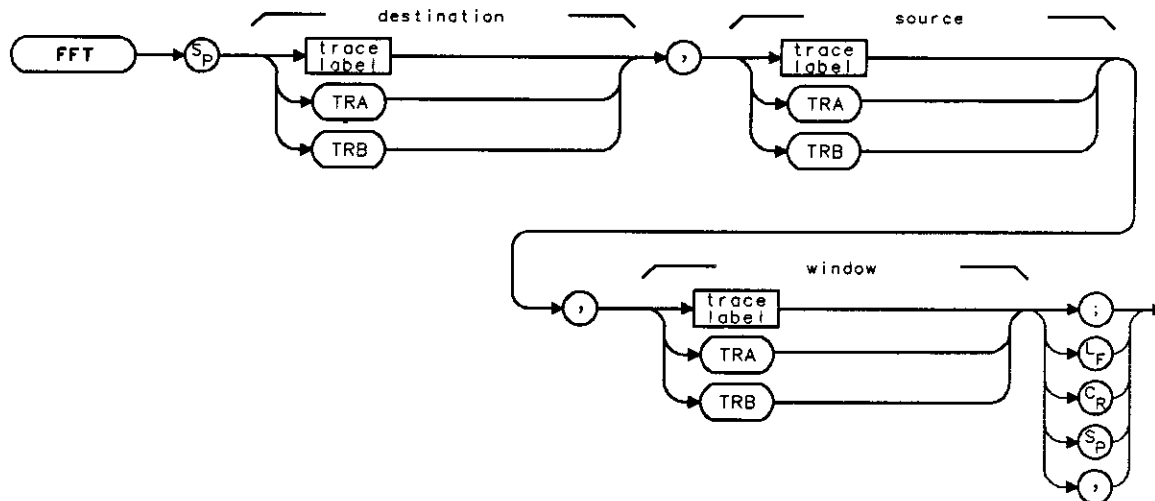 destination
source
FFT
SP
trace label
,
trace label
TRA
TRA
TRB
TRB
window
,
trace label
;
TRA
LF
TRB
CR
SP
,